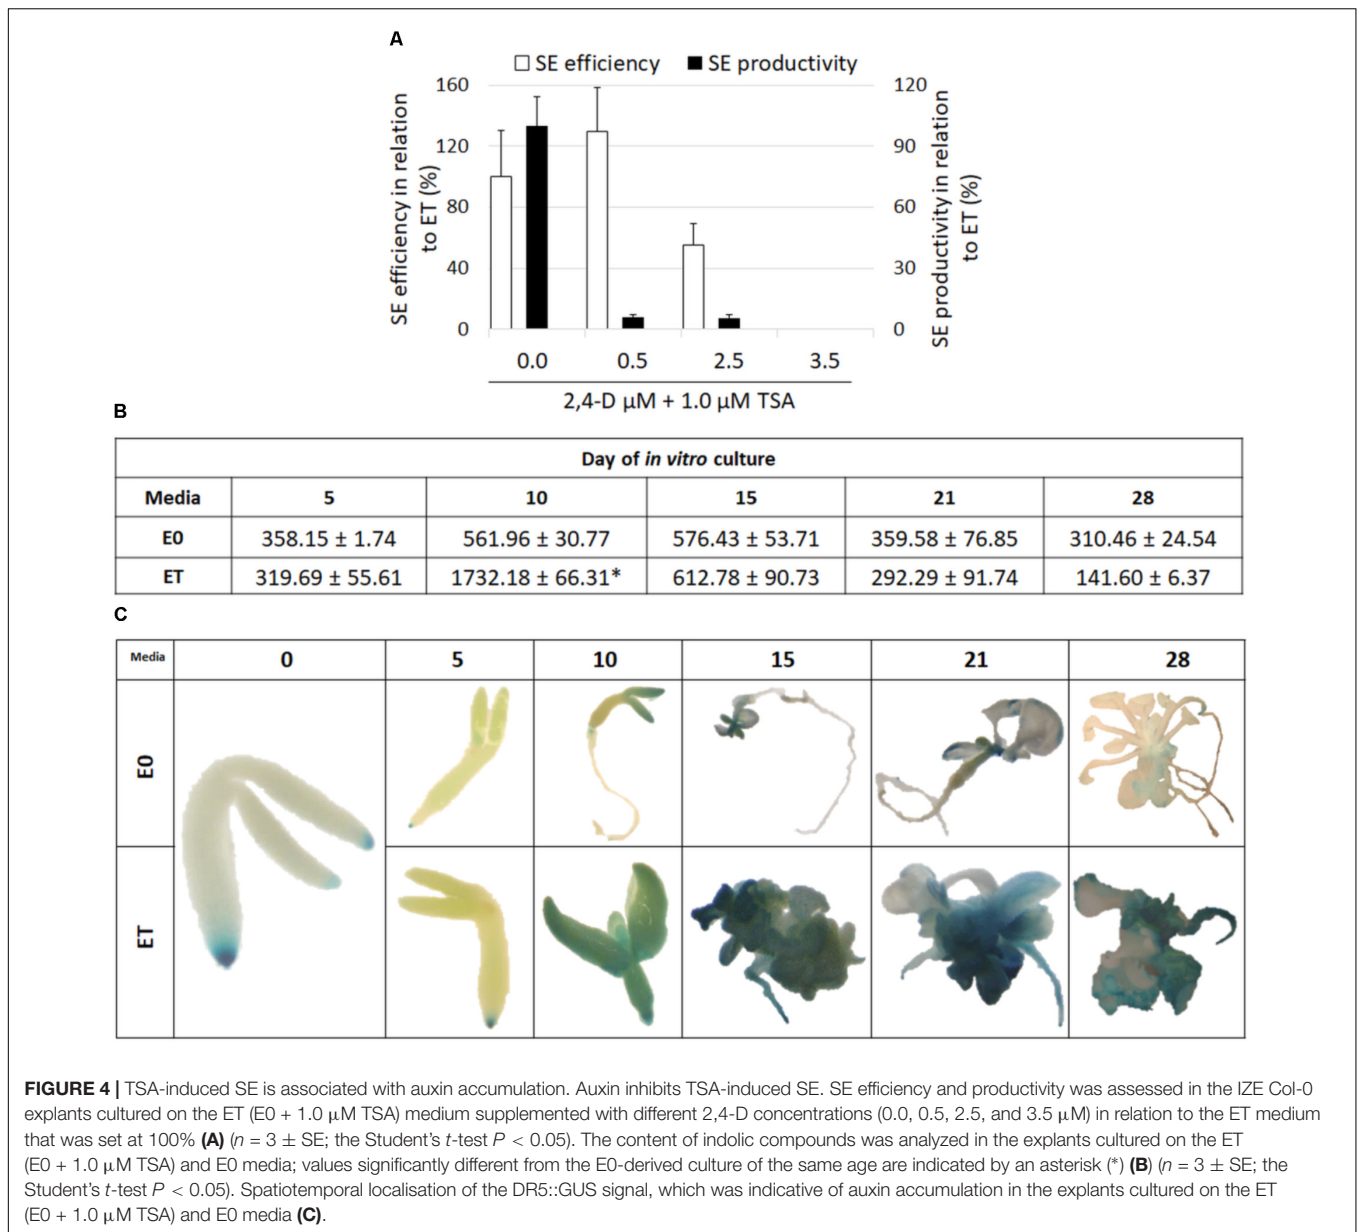 A
SE efficiency SE productivity
160 120
120 90
80 60
40 30
0 0
SE efficiency in relation
to ET (%)
SE productivity in relation
to ET (%)
0.0 0.5 2.5 3.5
2,4-D μM + 1.0 μM TSA
B
Day of in vitro culture
Media 5 10 15 21 28
E0 358.15 ± 1.74 561.96 ± 30.77 576.43 ± 53.71 359.58 ± 76.85 310.46 ± 24.54
ET 319.69 ± 55.61 1732.18 ± 66.31* 612.78 ± 90.73 292.29 ± 91.74 141.60 ± 6.37
C
Media 0 5 10 15 21 28
E0
ET
FIGURE 4 | TSA-induced SE is associated with auxin accumulation. Auxin inhibits TSA-induced SE. SE efficiency and productivity was assessed in the IZE Col-0
explants cultured on the ET (E0 + 1.0 μM TSA) medium supplemented with different 2,4-D concentrations (0.0, 0.5, 2.5, and 3.5 μM) in relation to the ET medium
that was set at 100% (A) (n = 3 ± SE; the Student's t-test P < 0.05). The content of indolic compounds was analyzed in the explants cultured on the ET
(E0 + 1.0 μM TSA) and E0 media; values significantly different from the E0-derived culture of the same age are indicated by an asterisk (*) (B) (n = 3 ± SE; the
Student's t-test P < 0.05). Spatiotemporal localisation of the DR5::GUS signal, which was indicative of auxin accumulation in the explants cultured on the ET
(E0 + 1.0 μM TSA) and E0 media (C).